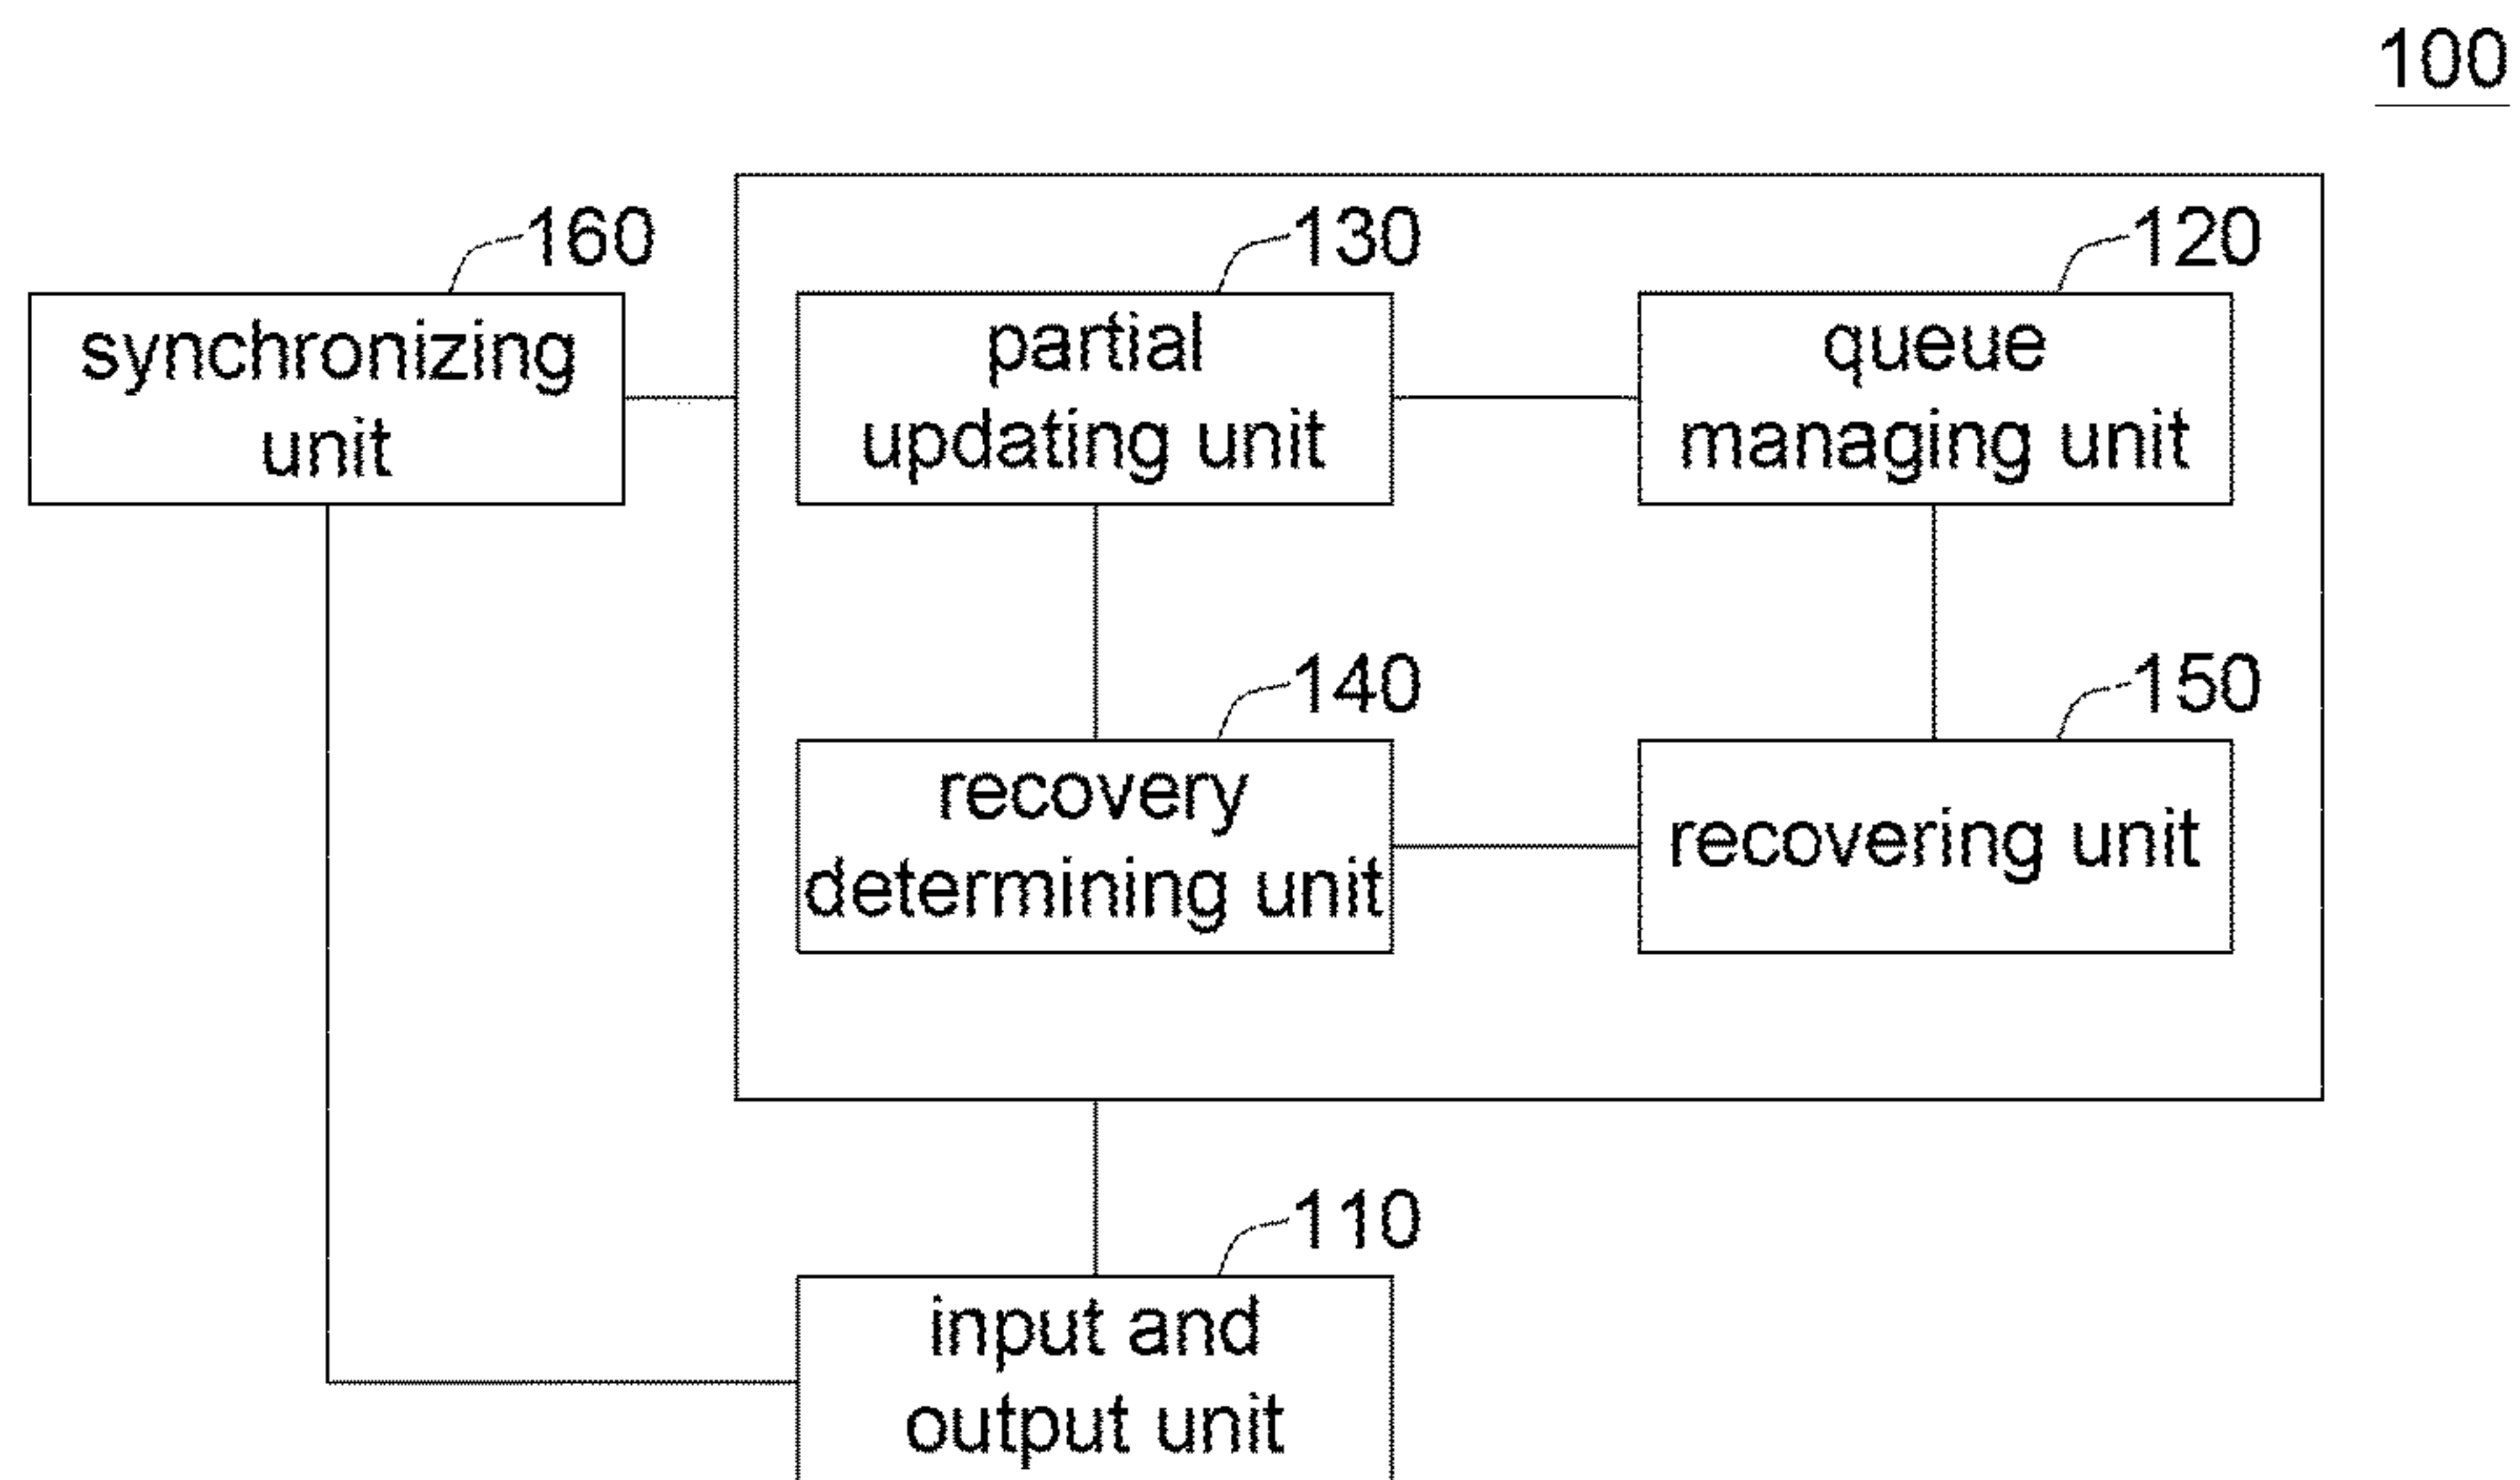 100
160
130
120
synchronizing
unit
partial
updating unit
queue
managing unit
140
150
recovery
determining unit
recovering unit
110
input and
output unit